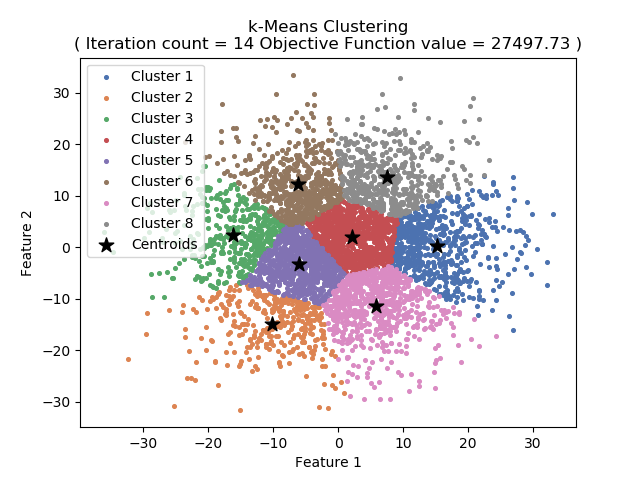 k-Means Clustering
( Iteration count = 14 Objective Function value = 27497.73 )
Cluster 1
Cluster 2
Cluster 3
Cluster 4
Cluster 5
Cluster 6
Cluster 7
Cluster 8
Centroids
Feature 2
30
20
10
0
−10
−20
−30
−30 −20 −10 0 10 20 30
Feature 1